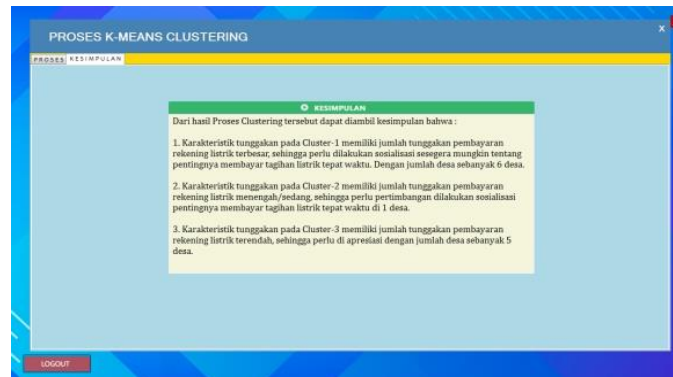 PROSES K-MEANS CLUSTERING
X
PROSES KESIMPULAN
KESIMPULAN
Dari hasil Proses Clustering tersebut dapat diambil kesimpulan bahwa :
1. Karakteristik tunggakan pada Cluster-1 memiliki jumlah tunggakan pembayaran
rekening listrik terbesar, sehingga perlu dilakukan sosialisasi sesegera mungkin tentang
pentingnya membayar tagihan listrik tepat waktu. Dengan jumlah desa sebanyak 6 desa.
2. Karakteristik tunggakan pada Cluster-2 memiliki jumlah tunggakan pembayaran
rekening listrik menengah/sedang, sehingga perlu pertimbangan dilakukan sosialisasi
pentingnya membayar tagihan listrik tepat waktu di 1 desa.
3. Karakteristik tunggakan pada Cluster-3 memiliki jumlah tunggakan pembayaran
rekening listrik terendah, sehingga perlu di apresiasi dengan jumlah desa sebanyak 5
desa.
LOGOUT